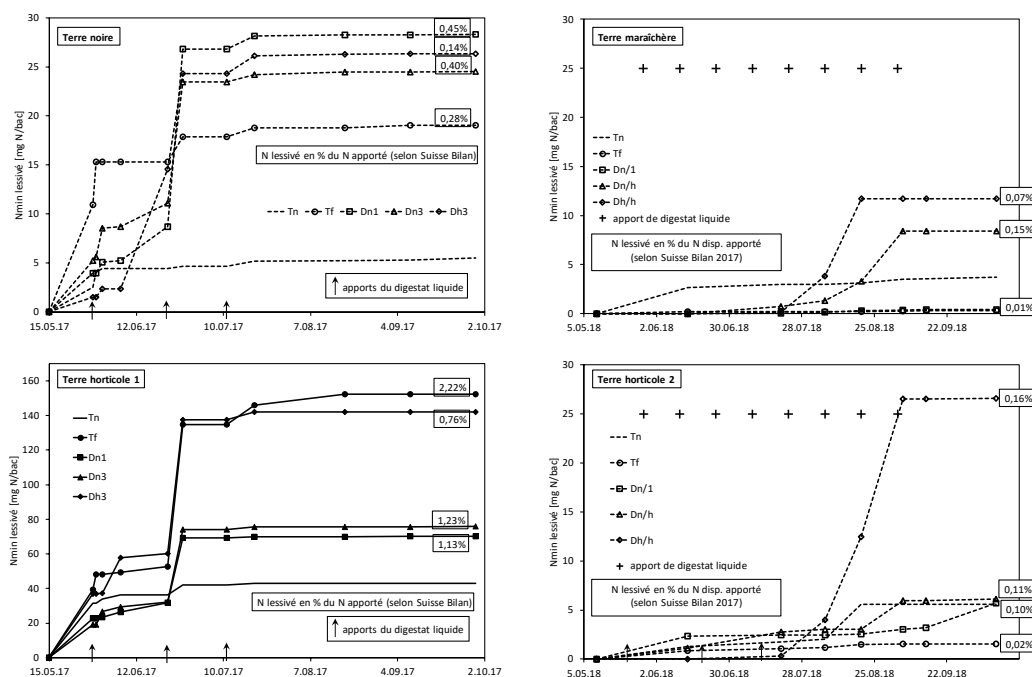 Terre noire
Nmin lessivé [mg N/bac]
30
25
20
15
10
5
0
0,45%
0,14%
0,40%
0,28%
N lessivé en % du N apporté (selon Suisse Bilan)
Tn Tf Dn1 Dn3 Dh3
apports du digestat liquide
15.05.17 12.06.17 10.07.17 7.08.17 4.09.17 2.10.17
Terre maraîchère
Nmin lessivé [mg N/bac]
30
25
20
15
10
5
0
Tn
Tf
Dn/1
Dn/h
Dh/h
apport de digestat liquide
N lessivé en % du N disp. apporté
(selon Suisse Bilan 2017)
0,07%
0,15%
0,01%
5.05.18 2.06.18 30.06.18 28.07.18 25.08.18 22.09.18
Terre horticole 1
Nmin lessivé [mg N/bac]
160
140
120
100
80
60
40
20
0
Tn
Tf
Dn1
Dn3
Dh3
2,22%
0,76%
1,23%
1,13%
N lessivé en % du N apporté (selon Suisse Bilan)
apports du digestat liquide
15.05.17 12.06.17 10.07.17 7.08.17 4.09.17 2.10.17
Terre horticole 2
Nmin lessivé [mg N/bac]
30
25
20
15
10
5
0
Tn
Tf
Dn/1
Dn/h
Dh/h
apport de digestat liquide
N lessivé en % du N disp. apporté
(selon Suisse Bilan 2017)
0,16%
0,11%
0,10%
0,02%
5.05.18 2.06.18 30.06.18 28.07.18 25.08.18 22.09.18